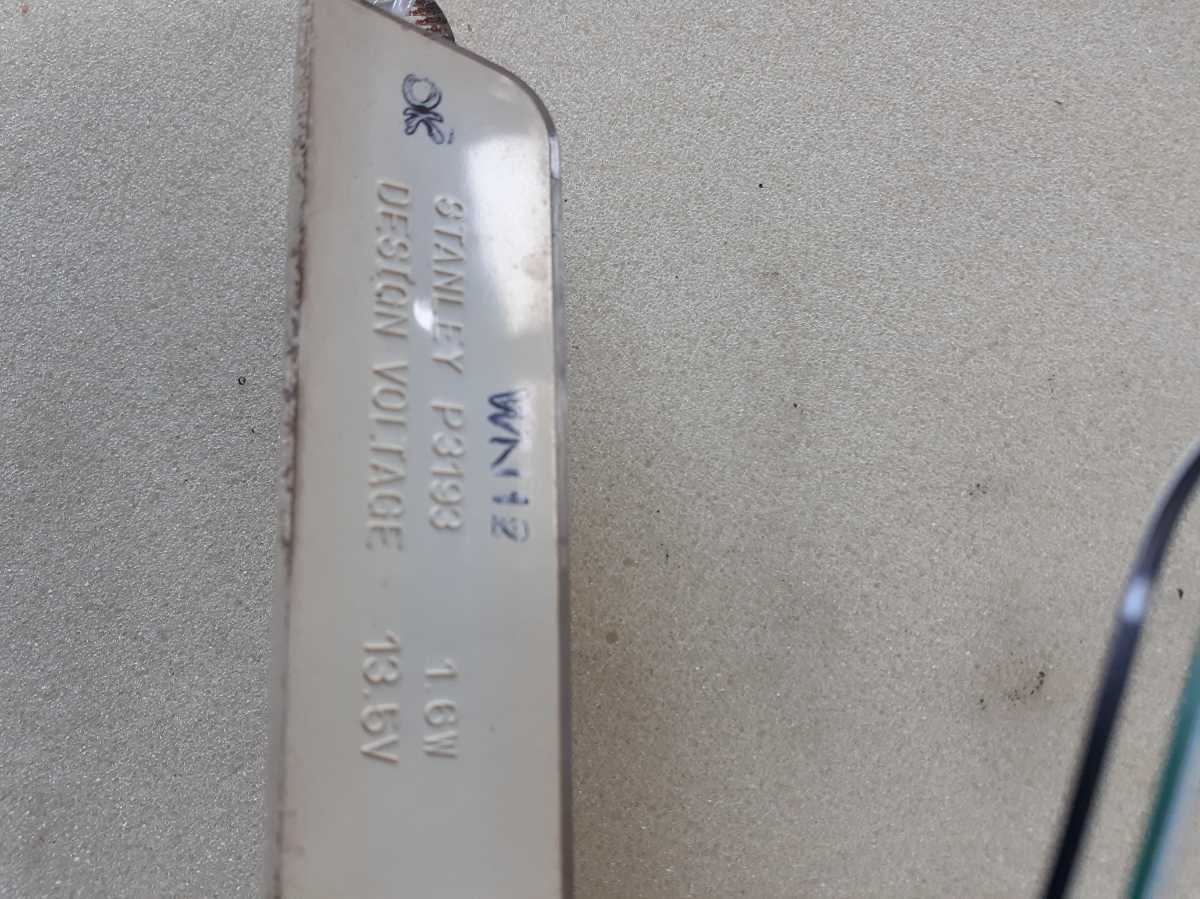 OK
WN12
STANLEY P3193 1.6W
DESIGN VOLTAGE 13.5V